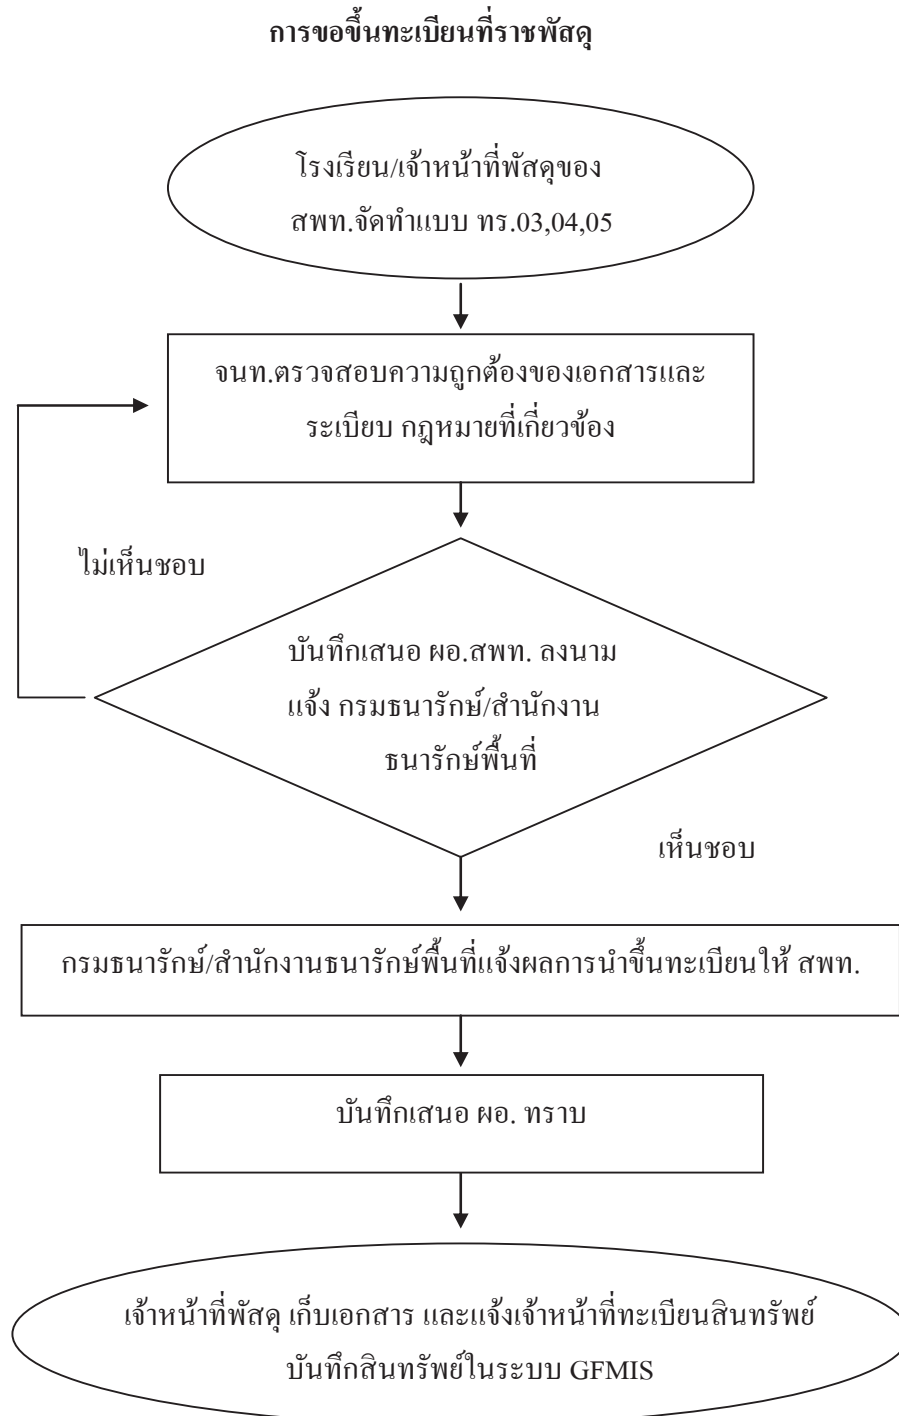 การขอขึ้นทะเบียนที่ราชพัสดุ
โรงเรียน/เจ้าหน้าที่พัสดุของ
สพท.จัดทำแบบ ทร.03,04,05
จนท.ตรวจสอบความถูกต้องของเอกสารและ
ระเบียบ กฎหมายที่เกี่ยวข้อง
ไม่เห็นชอบ
บันทึกเสนอ ผอ.สพท. ลงนาม
แจ้ง กรมธนารักษ์/สำนักงาน
ธนารักษ์พื้นที่
เห็นชอบ
กรมธนารักษ์/สำนักงานธนารักษ์พื้นที่แจ้งผลการนำขึ้นทะเบียนให้ สพท.
บันทึกเสนอ ผอ. ทราบ
เจ้าหน้าที่พัสดุ เก็บเอกสาร และแจ้งเจ้าหน้าที่ทะเบียนสินทรัพย์
บันทึกสินทรัพย์ในระบบ GFMIS